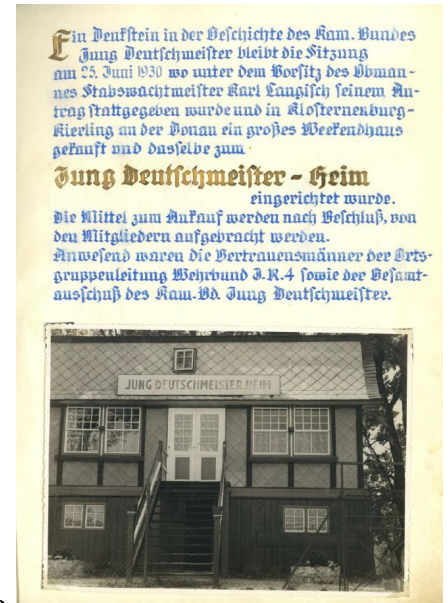 Ein Denkstein in der Geschichte des Kam. Bundes
Jung Deutschmeister bleibt die Sitzung
am 25. Juni 1930 wo unter dem Vorsitz des Obman-
nes Stabswachtmeister Karl Langisch seinem An-
trag stattgegeben wurde und in Klosterneuburg-
Kierling an der Donau ein großes Weekendhaus
gekauft und dasselbe zum
Jung Deutschmeister - Heim
eingerichtet wurde.
Die Mittel zum Ankauf werden nach Beschluß, von
den Mitgliedern aufgebracht werden.
Anwesend waren die Vertrauensmänner der Orts-
gruppenleitung Wehrbund I.R.4 sowie der Gesamt-
ausschuß des Kam.-Bd. Jung Deutschmeister.
JUNG-DEUTSCHMEISTER.HEIM